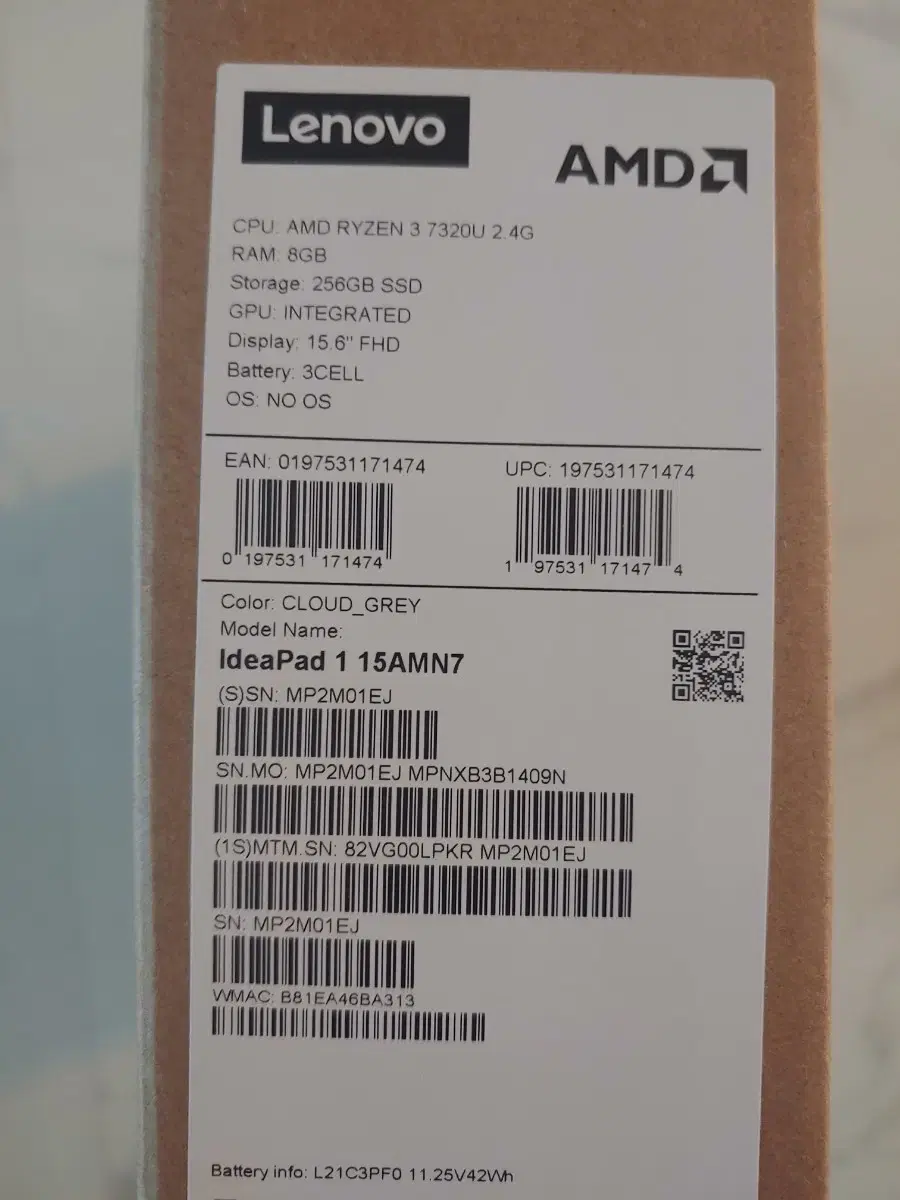 Lenovo
AMD
CPU: AMD RYZEN 3 7320U 2.4G
RAM: 8GB
Storage: 256GB SSD
GPU: INTEGRATED
Display: 15.6" FHD
Battery: 3CELL
OS: NO OS
EAN: 0197531171474
UPC: 197531171474
0 197531 171474
1 97531 17147 4
Color: CLOUD_GREY
Model Name:
IdeaPad 1 15AMN7
(S)SN: MP2M01EJ
SN.MO: MP2M01EJ MPNXB3B1409N
(1S)MTM.SN: 82VG00LPKR MP2M01EJ
SN: MP2M01EJ
WMAC: B81EA46BA313
Battery info: L21C3PF0 11.25V42Wh